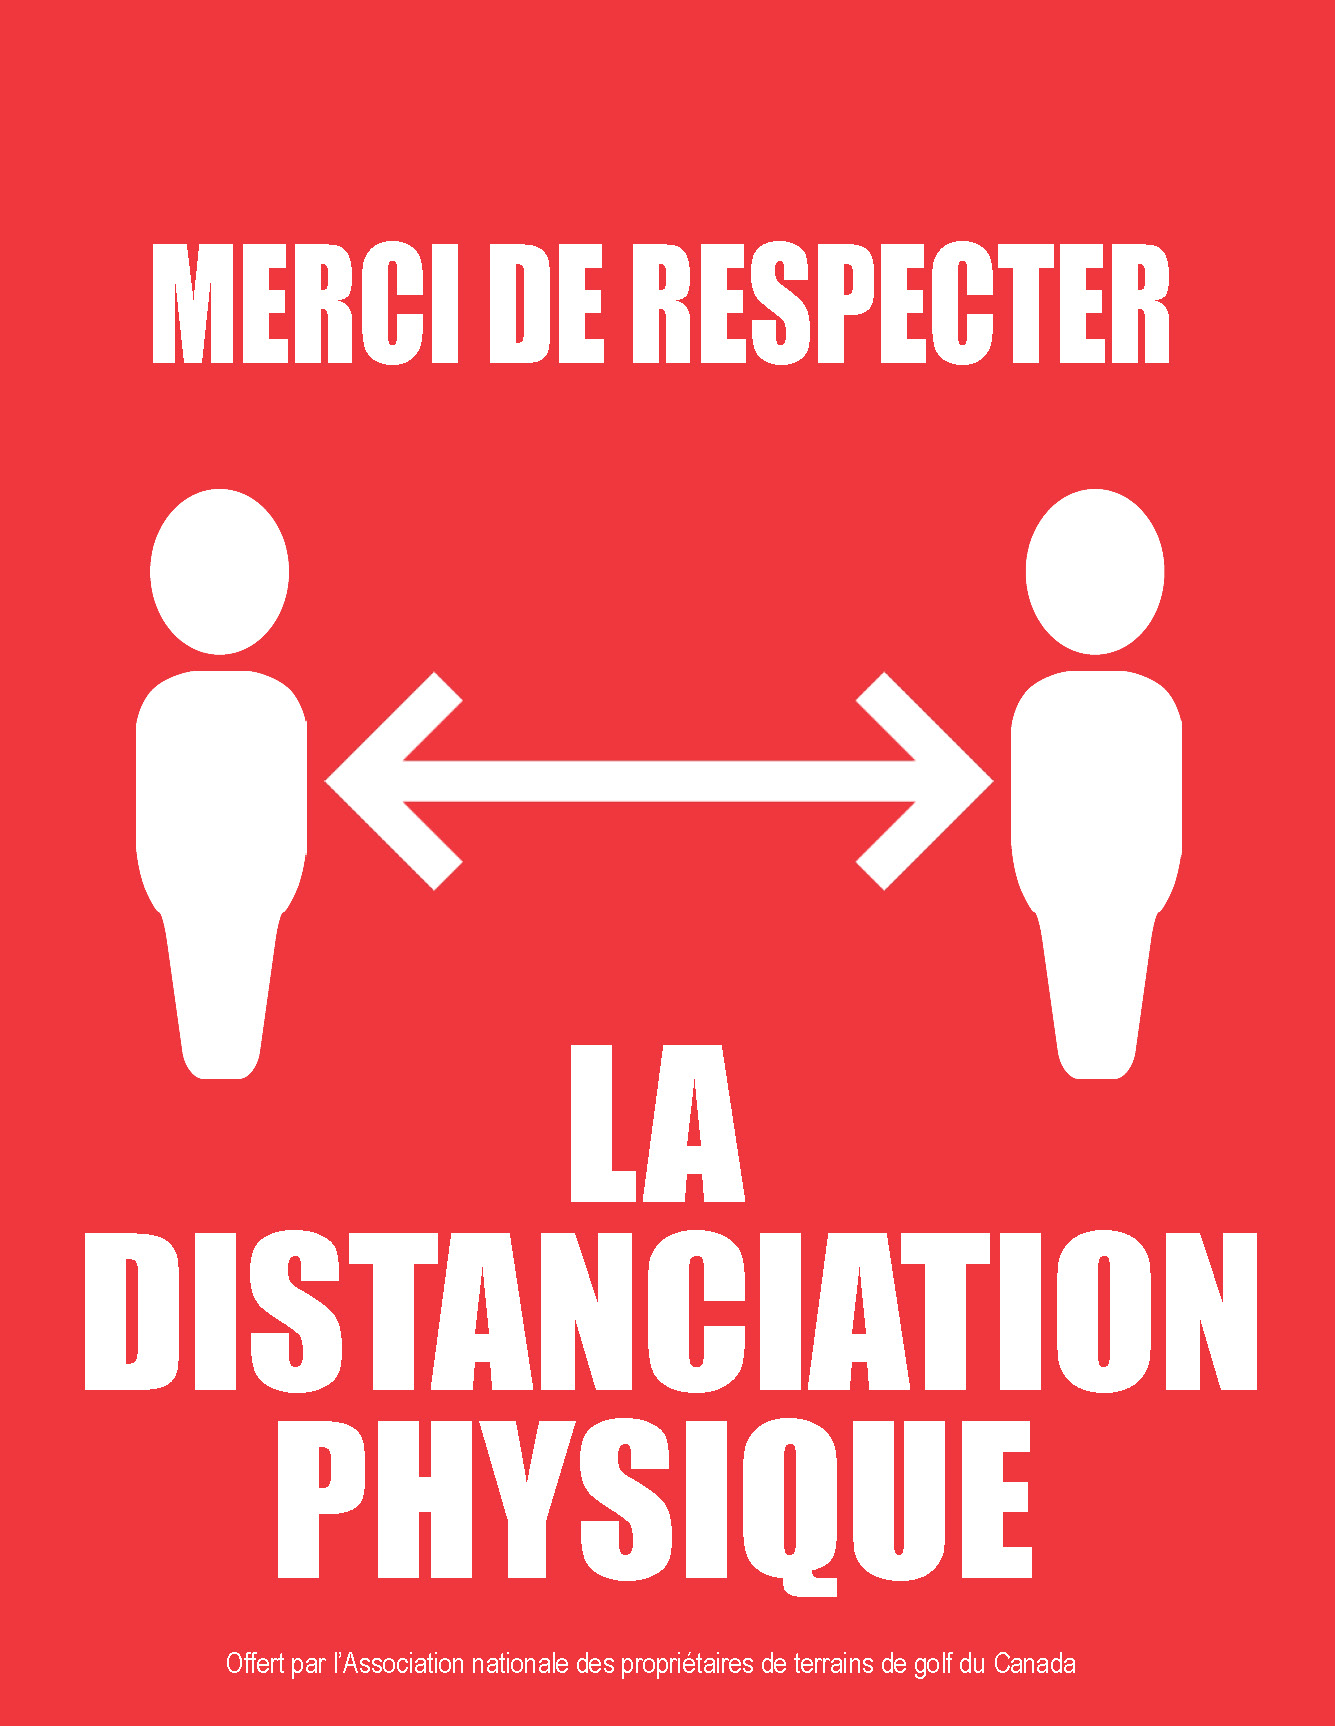 MERCI DE RESPECTER
LA
DISTANCIATION
PHYSIQUE
Offert par l'Association nationale des propriétaires de terrains de golf du Canada